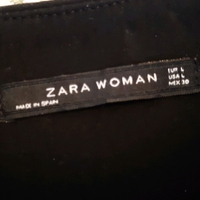 ZARA WOMAN
MADE IN SPAIN
EUR L
USA L
MEX 30